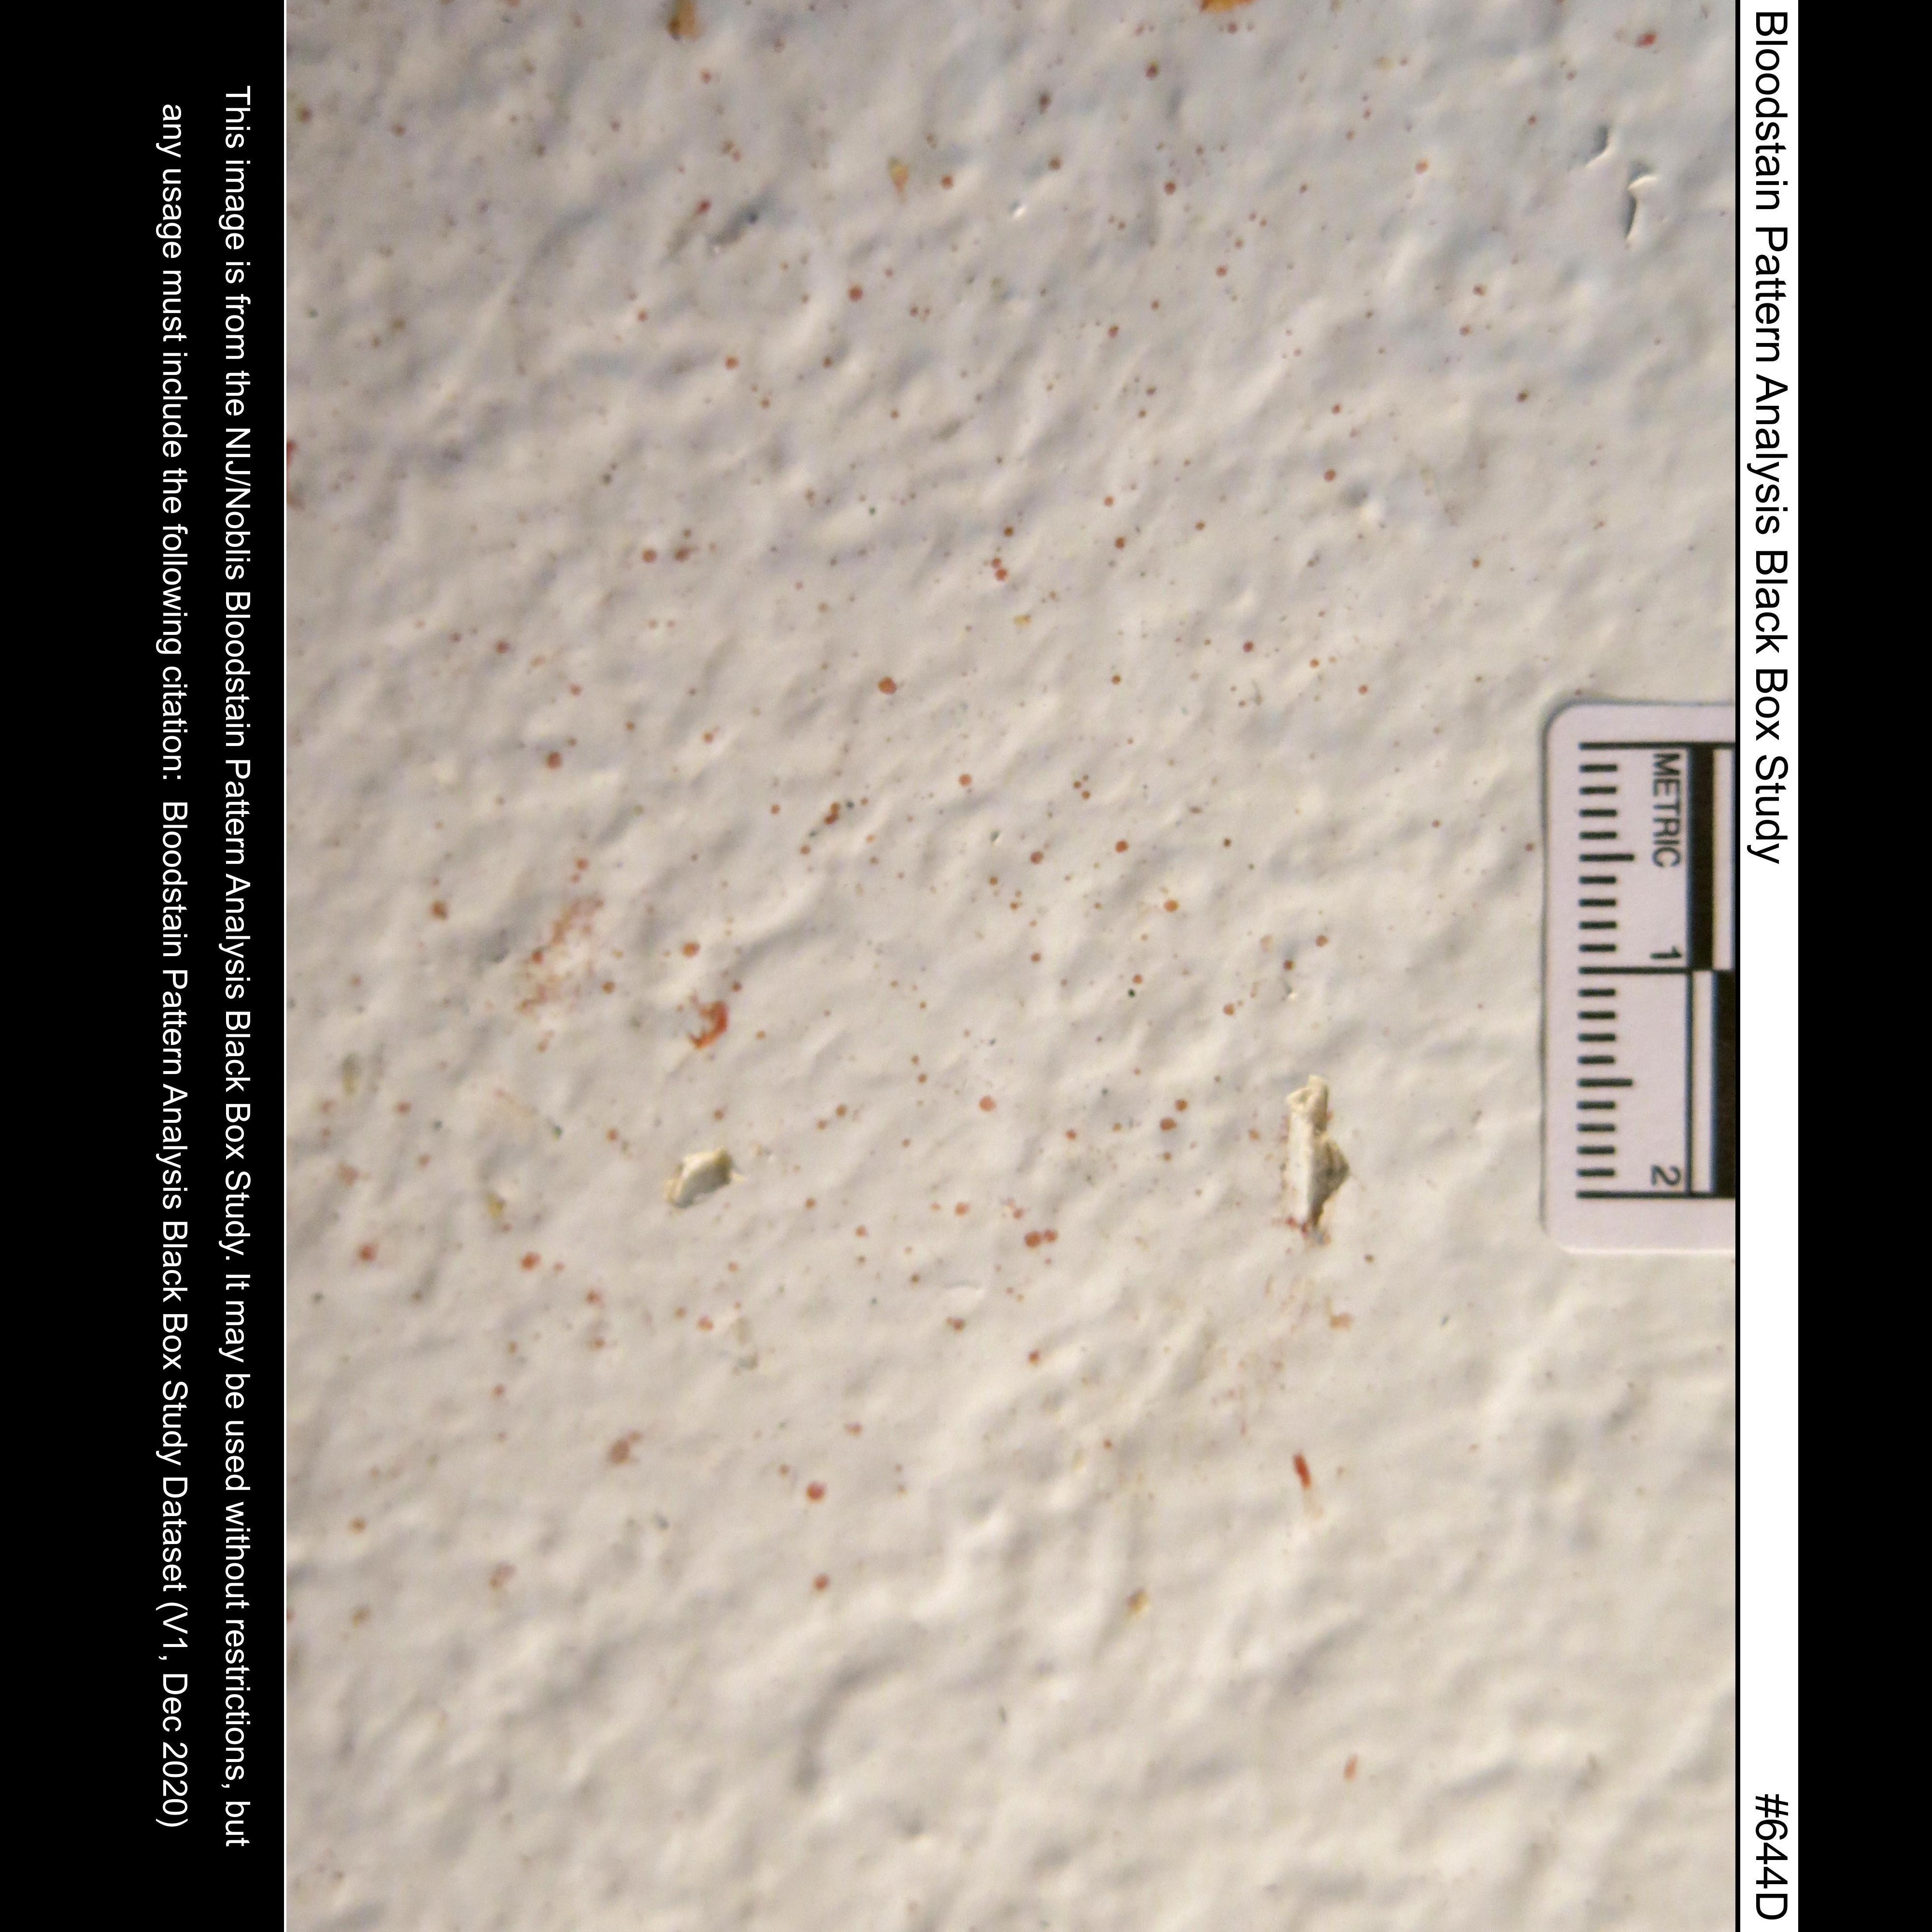 Bloodstain Pattern Analysis Black Box Study #644D
METRIC 1 2
This image is from the NIJ/Noblis Bloodstain Pattern Analysis Black Box Study. It may be used without restrictions, but
any usage must include the following citation: Bloodstain Pattern Analysis Black Box Study Dataset (V1, Dec 2020)